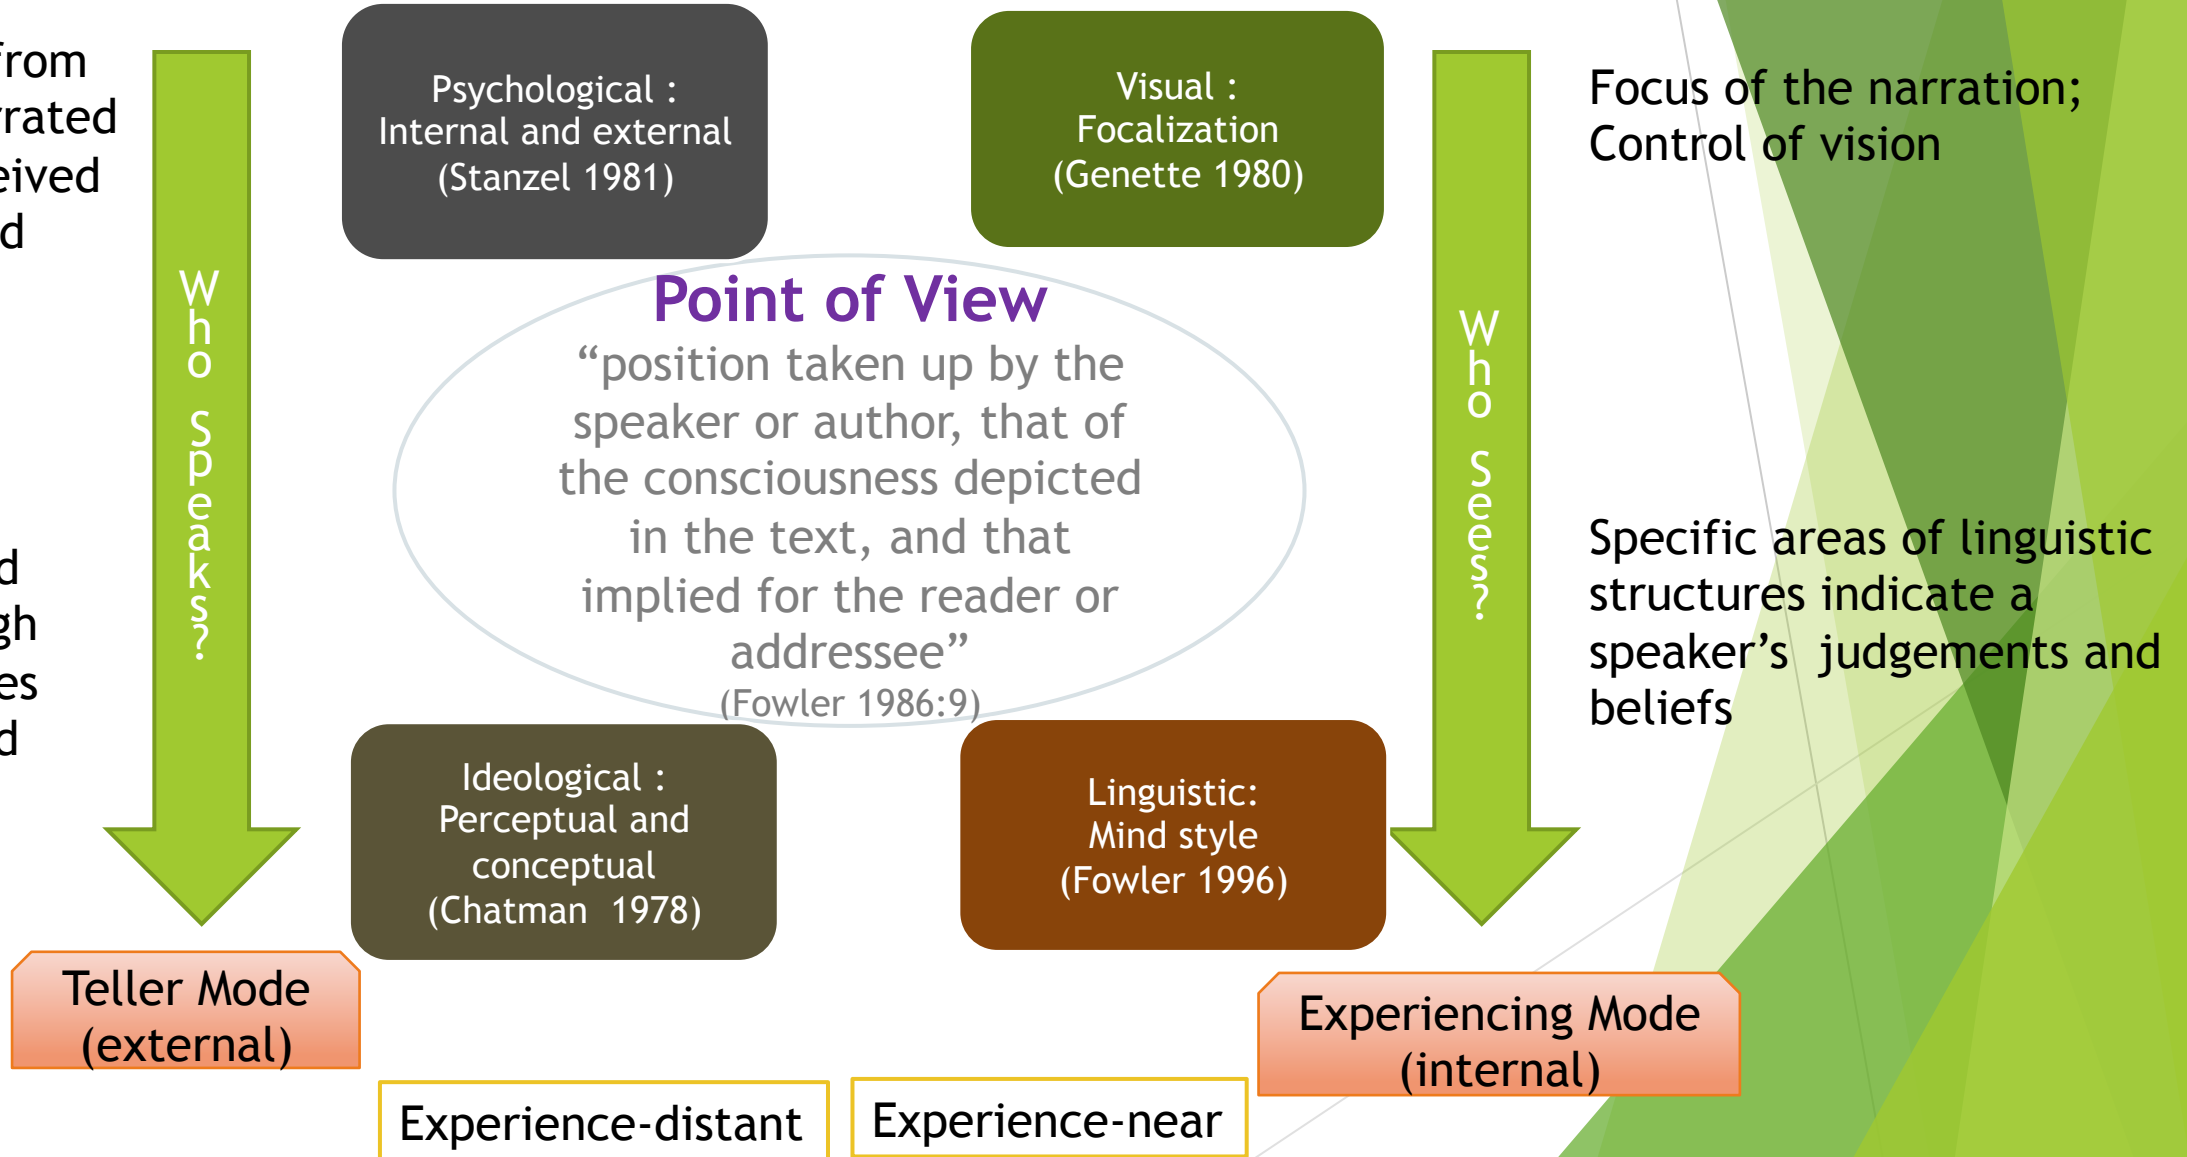 from
eived
d
Who Speaks?
d
gh
es
d
Teller Mode
(external)
Psychological :
Internal and external
(Stanzel 1981)
Visual :
Focalization
(Genette 1980)
Point of View
“position taken up by the
speaker or author, that of
the consciousness depicted
in the text, and that
implied for the reader or
addressee”
(Fowler 1986:9)
Ideological :
Perceptual and
conceptual
(Chatman 1978)
Linguistic:
Mind style
(Fowler 1996)
Experience-distant
Experience-near
Who Sees?
Experiencing Mode
(internal)
Focus of the narration;
Control of vision
Specific areas of linguistic
structures indicate a
speaker’s judgements and
beliefs